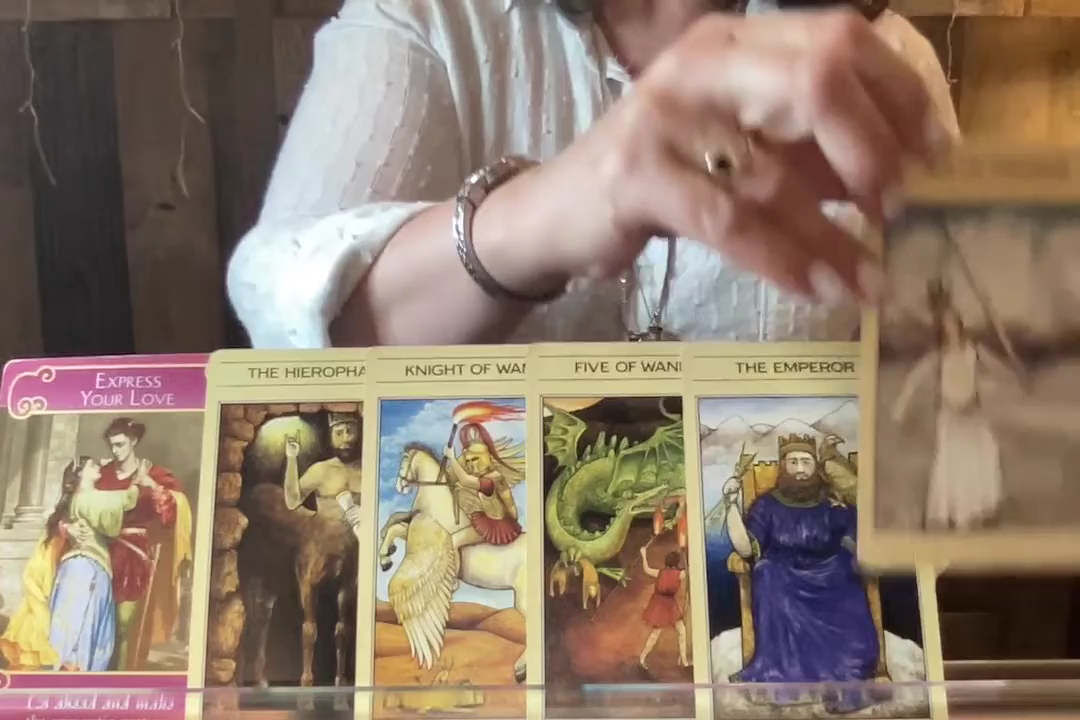 EXPRESS
YOUR LOVE
THE HIEROPHA
KNIGHT OF WAN
FIVE OF WAN
THE EMPEROR